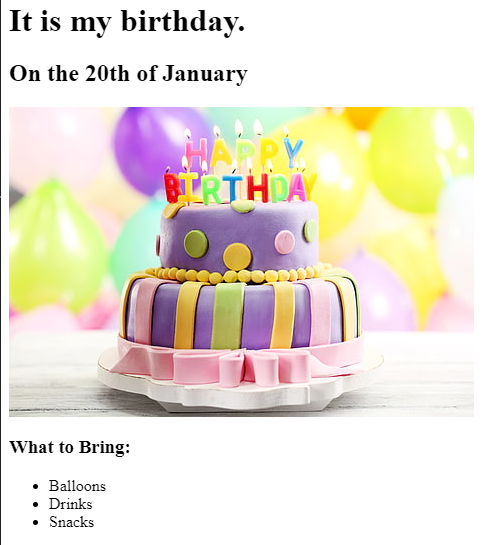 It is my birthday.
On the 20th of January
HAPPY
BIRTHDAY
What to Bring:
Balloons
Drinks
Snacks